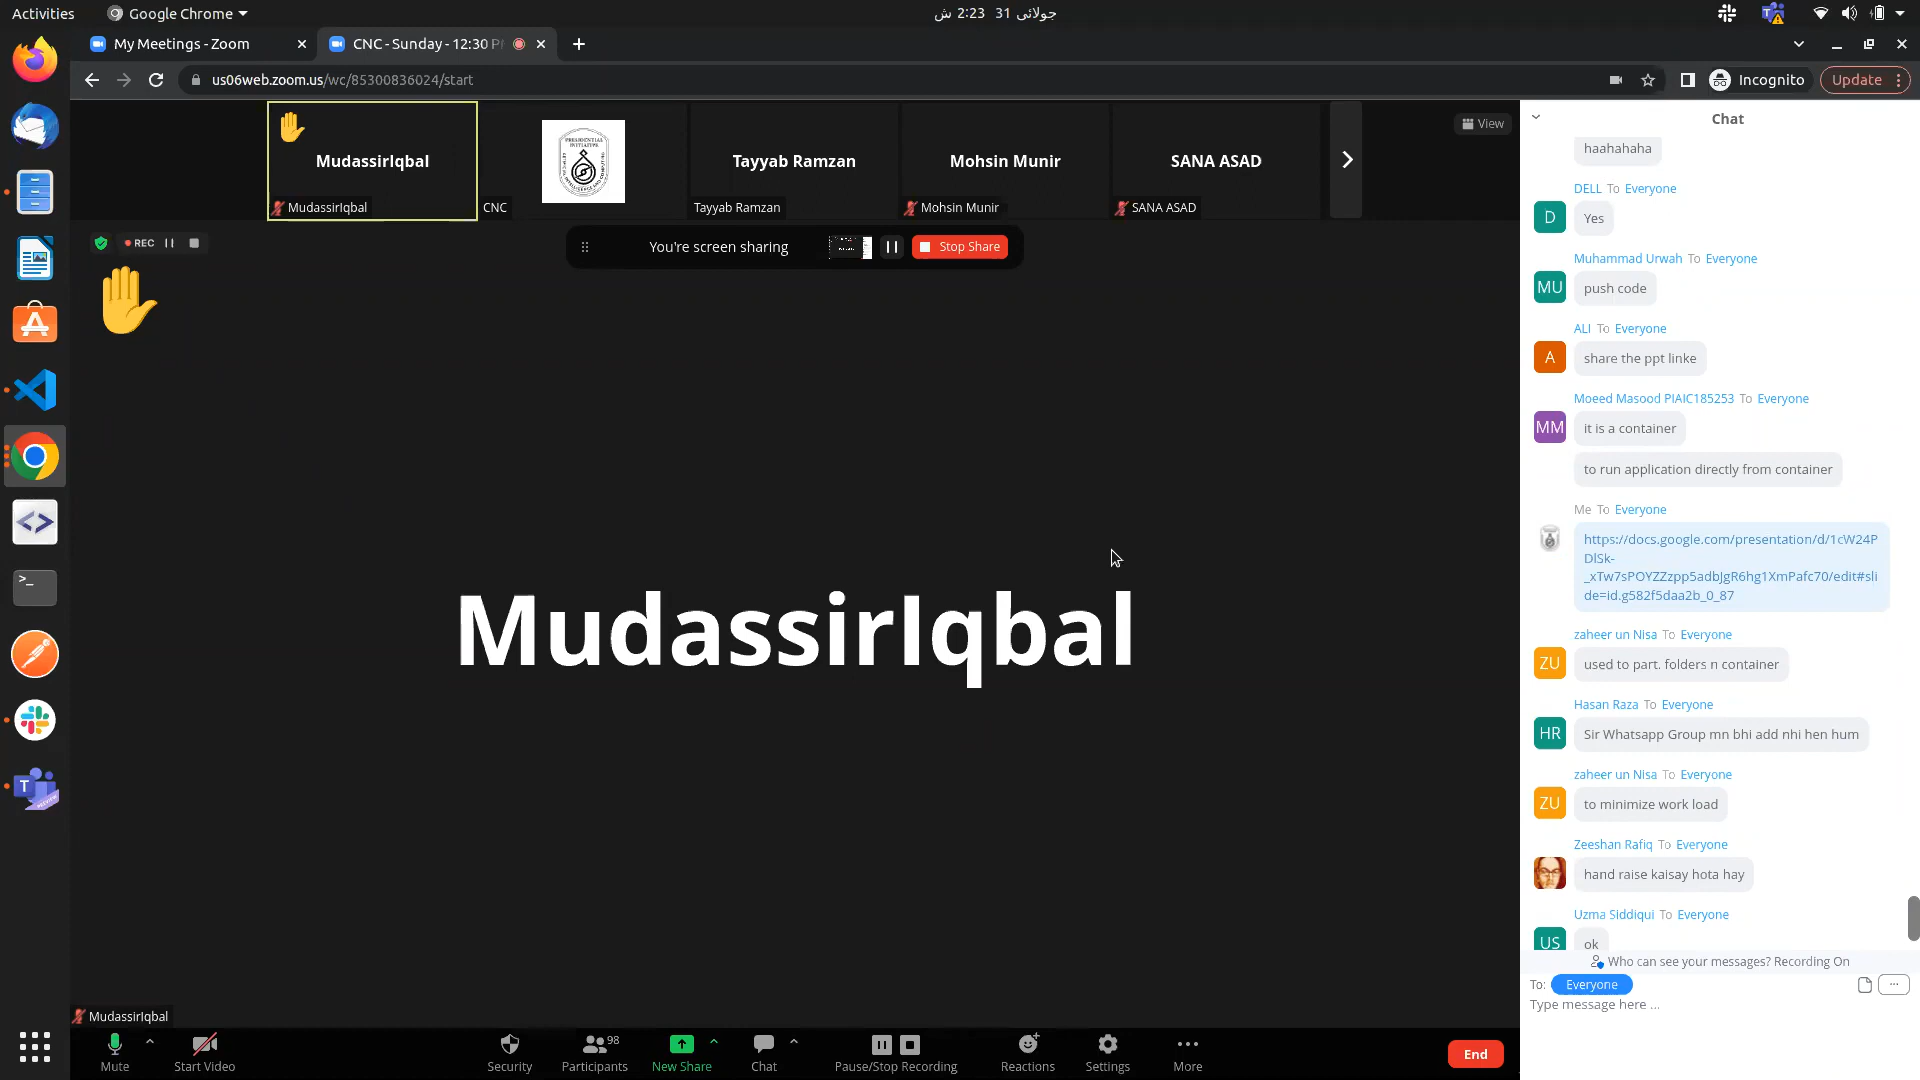 Activities
Google Chrome
جولائی 31  2:23 ش
My Meetings - Zoom
CNC - Sunday - 12:30 P
us06web.zoom.us/wc/85300836024/start
Incognito
Update
MudassirIqbal
MudassirIqbal
PRESIDENTIAL
INITIATIVE
CNC
Tayyab Ramzan
Tayyab Ramzan
Mohsin Munir
Mohsin Munir
SANA ASAD
SANA ASAD
View
REC
You're screen sharing
Stop Share
MudassirIqbal
MudassirIqbal
Mute
Start Video
Security
Participants
98
New Share
Chat
Pause/Stop Recording
Reactions
Settings
More
End
Chat
haahahaha
DELL To Everyone
D
Yes
Muhammad Urwah To Everyone
MU
push code
ALI To Everyone
A
share the ppt linke
Moeed Masood PIAIC185253 To Everyone
MM
it is a container
to run application directly from container
Me To Everyone
https://docs.google.com/presentation/d/1cW24P
DlSk-
_xTw7sPOYZZzpp5adbJgR6hg1XmPafc70/edit#sli
de=id.g582f5daa2b_0_87
zaheer un Nisa To Everyone
ZU
used to part. folders n container
Hasan Raza To Everyone
HR
Sir Whatsapp Group mn bhi add nhi hen hum
zaheer un Nisa To Everyone
ZU
to minimize work load
Zeeshan Rafiq To Everyone
hand raise kaisay hota hay
Uzma Siddiqui To Everyone
US
ok
Who can see your messages? Recording On
To: Everyone
Type message here ...